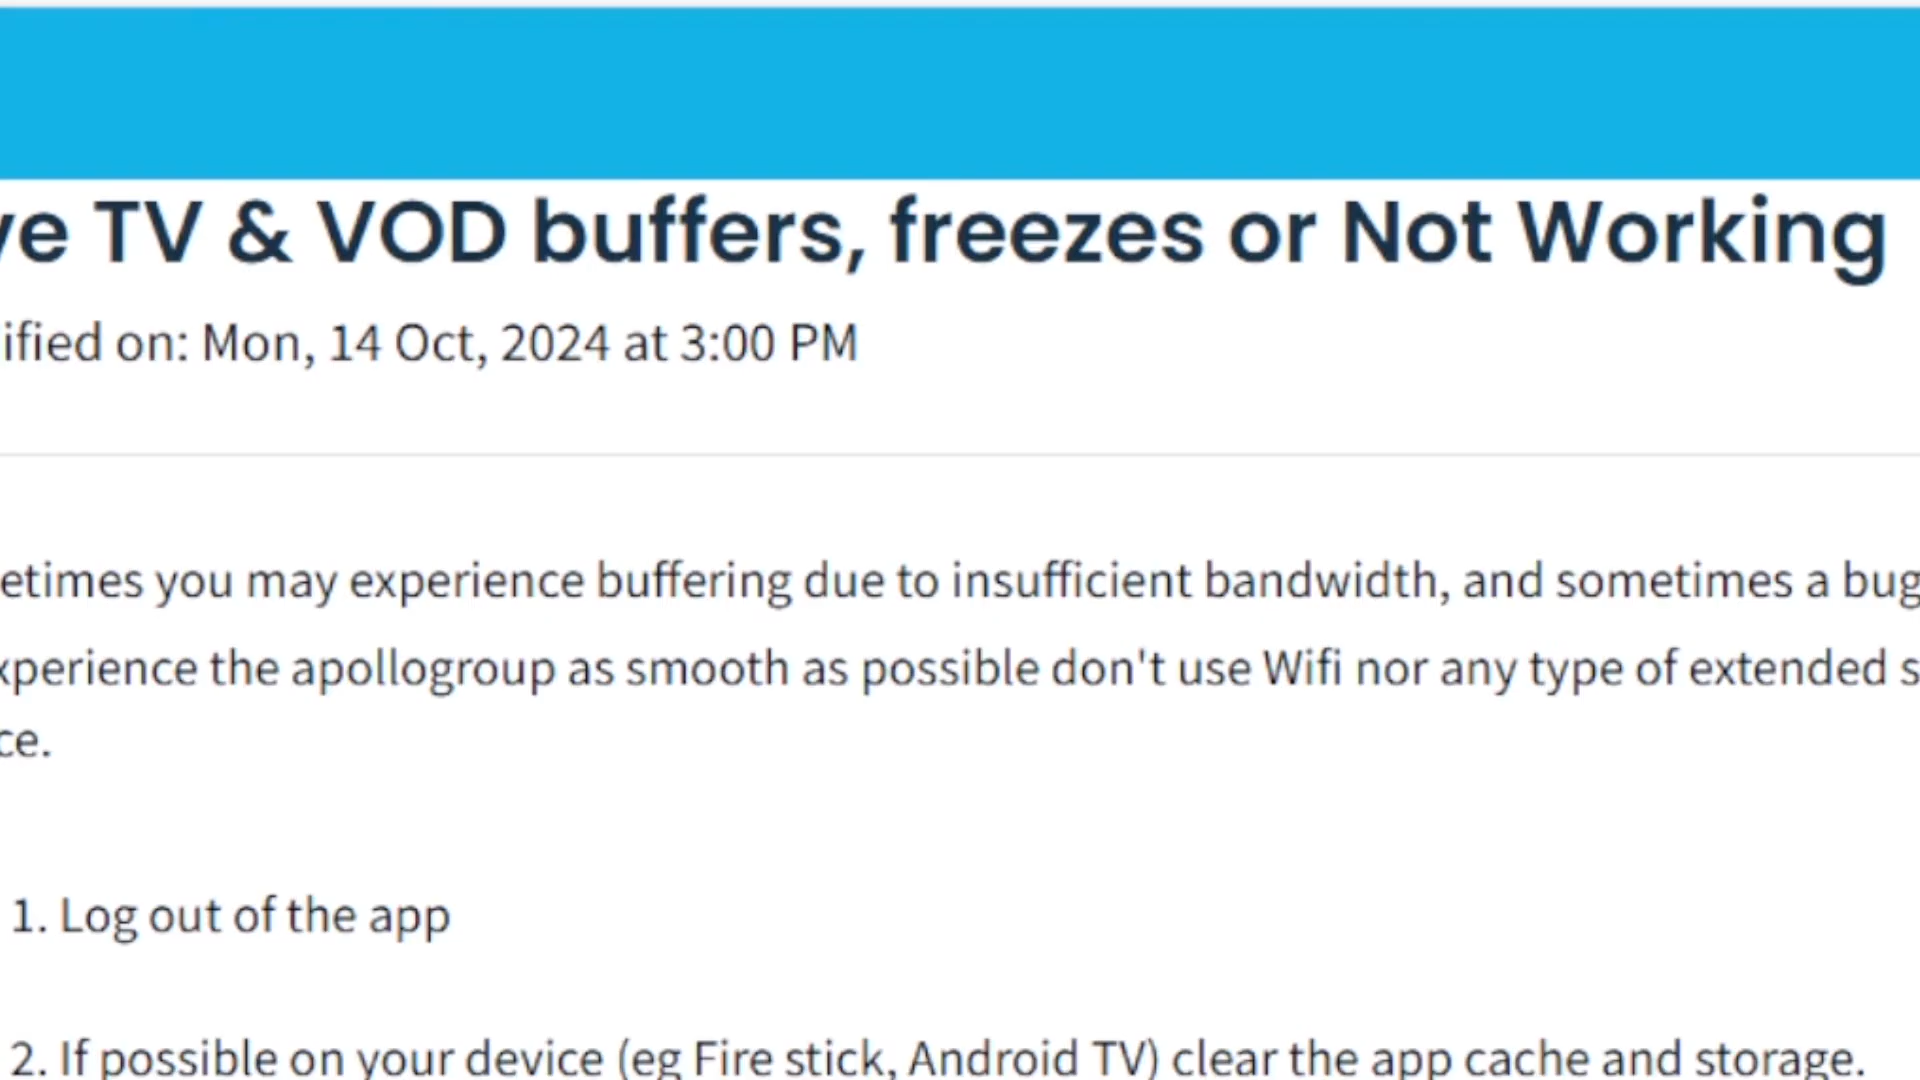 ve TV & VOD buffers, freezes or Not Working
ified on: Mon, 14 Oct, 2024 at 3:00 PM
etimes you may experience buffering due to insufficient bandwidth, and sometimes a bug
xperience the apollogroup as smooth as possible don't use Wifi nor any type of extended s
ce.
1. Log out of the app
2. If possible on your device (eg Fire stick, Android TV) clear the app cache and storage.